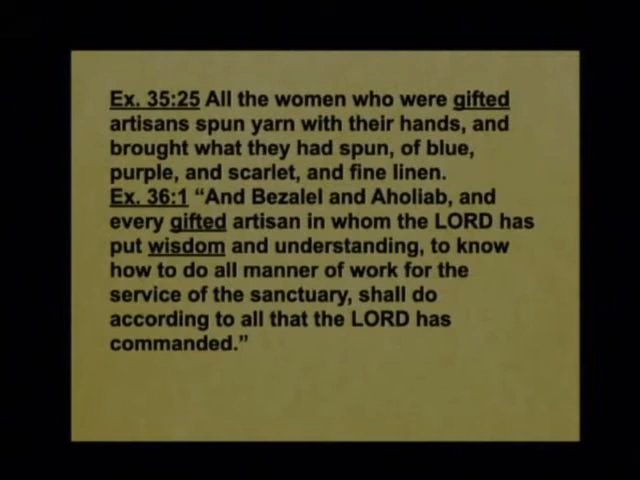 Ex. 35:25 All the women who were gifted
artisans spun yarn with their hands, and
brought what they had spun, of blue,
purple, and scarlet, and fine linen.
Ex. 36:1 “And Bezalel and Aholiab, and
every gifted artisan in whom the LORD has
put wisdom and understanding, to know
how to do all manner of work for the
service of the sanctuary, shall do
according to all that the LORD has
commanded.”